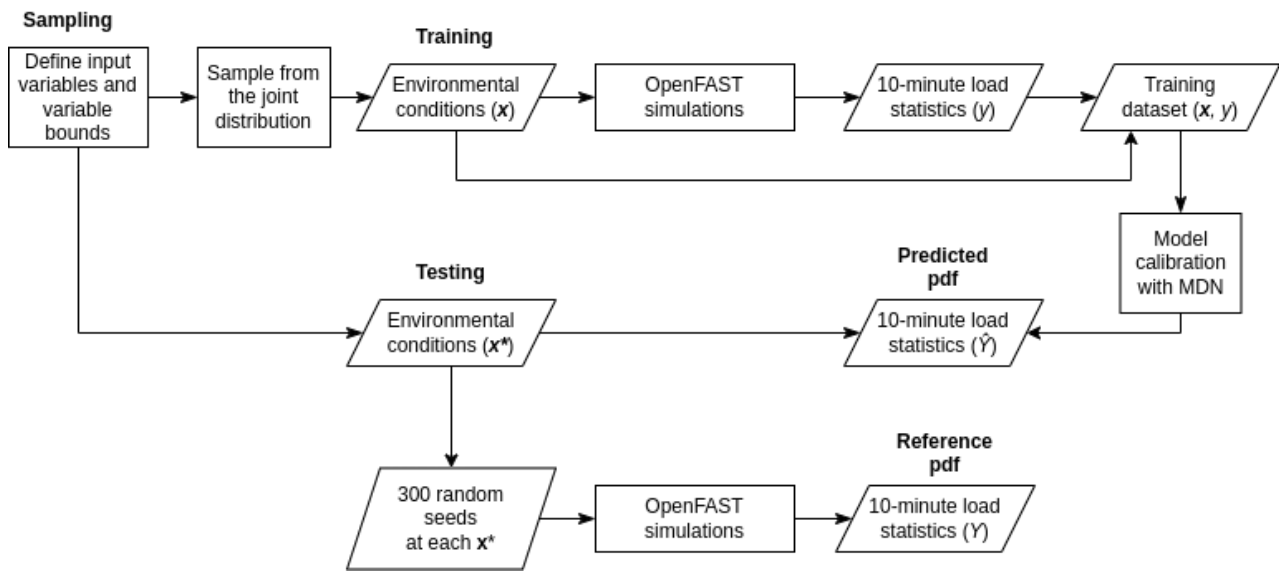 Sampling
Define input
variables and
variable
bounds
Sample from
the joint
distribution
Training
Environmental
conditions (x)
OpenFAST
simulations
10-minute load
statistics (y)
Training
dataset (x, y)
Model
calibration
with MDN
Testing
Environmental
conditions (x*)
Predicted
pdf
10-minute load
statistics (Ŷ)
300 random
seeds
at each x*
OpenFAST
simulations
Reference
pdf
10-minute load
statistics (Y)